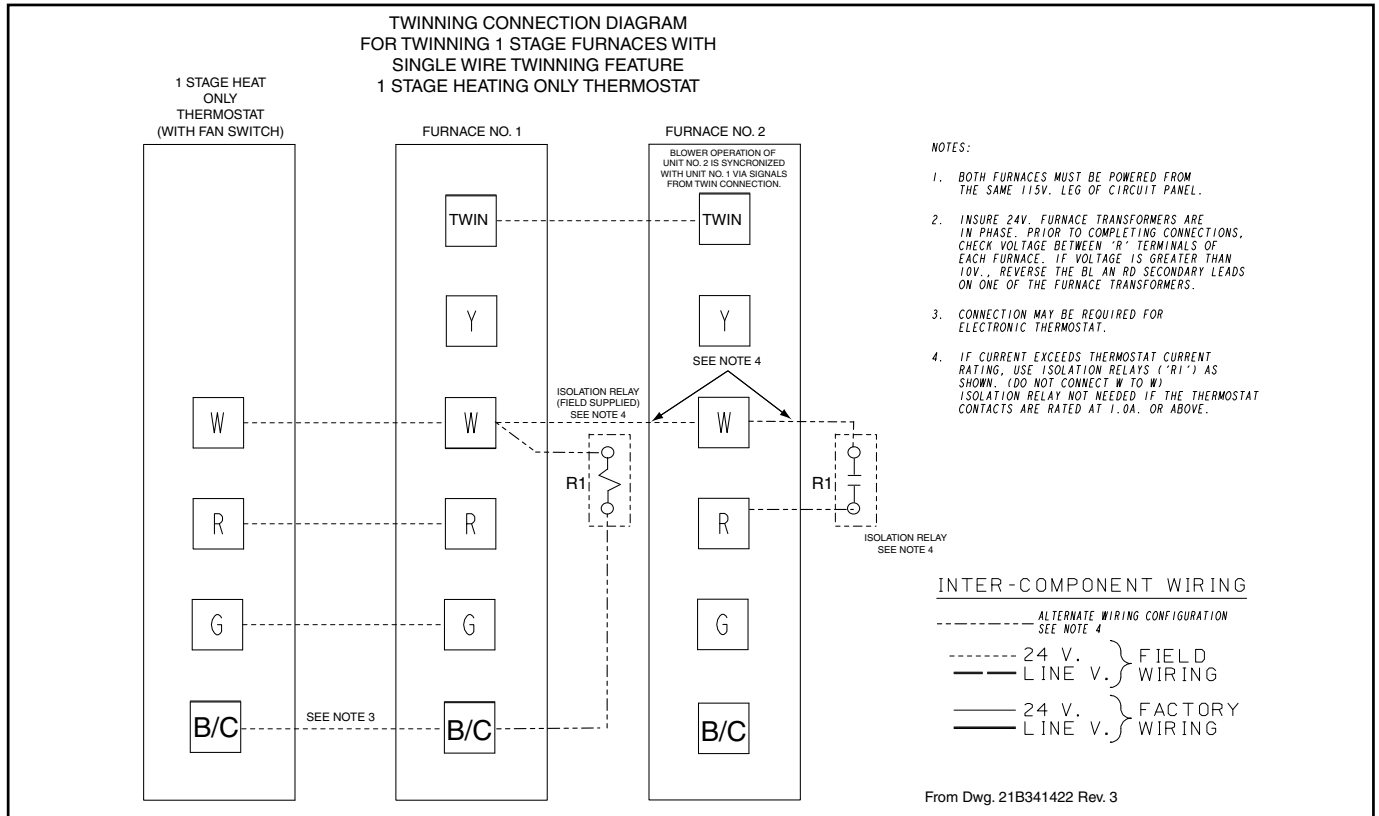 TWINNING CONNECTION DIAGRAM
FOR TWINNING 1 STAGE FURNACES WITH
SINGLE WIRE TWINNING FEATURE
1 STAGE HEATING ONLY THERMOSTAT
1 STAGE HEAT
ONLY
THERMOSTAT
(WITH FAN SWITCH)
FURNACE NO. 1
FURNACE NO. 2
BLOWER OPERATION OF
UNIT NO. 2 IS SYNCRONIZED
WITH UNIT NO. 1 VIA SIGNALS
FROM TWIN CONNECTION.
TWIN
TWIN
Y
Y
SEE NOTE 4
ISOLATION RELAY
(FIELD SUPPLIED)
SEE NOTE 4
W
W
W
R1
R1
R
R
R
ISOLATION RELAY
SEE NOTE 4
G
G
G
B/C
SEE NOTE 3
B/C
B/C
NOTES:
1. BOTH FURNACES MUST BE POWERED FROM
THE SAME 115V. LEG OF CIRCUIT PANEL.
2. INSURE 24V. FURNACE TRANSFORMERS ARE
IN PHASE. PRIOR TO COMPLETING CONNECTIONS,
CHECK VOLTAGE BETWEEN 'R' TERMINALS OF
EACH FURNACE. IF VOLTAGE IS GREATER THAN
10V., REVERSE THE BL AN RD SECONDARY LEADS
ON ONE OF THE FURNACE TRANSFORMERS.
3. CONNECTION MAY BE REQUIRED FOR
ELECTRONIC THERMOSTAT.
4. IF CURRENT EXCEEDS THERMOSTAT CURRENT
RATING, USE ISOLATION RELAYS ('R1') AS
SHOWN. (DO NOT CONNECT W TO W)
ISOLATION RELAY NOT NEEDED IF THE THERMOSTAT
CONTACTS ARE RATED AT 1.0A. OR ABOVE.
INTER-COMPONENT WIRING
ALTERNATE WIRING CONFIGURATION
SEE NOTE 4
24 V.
LINE V.
FIELD
WIRING
24 V.
LINE V.
FACTORY
WIRING
From Dwg. 21B341422 Rev. 3